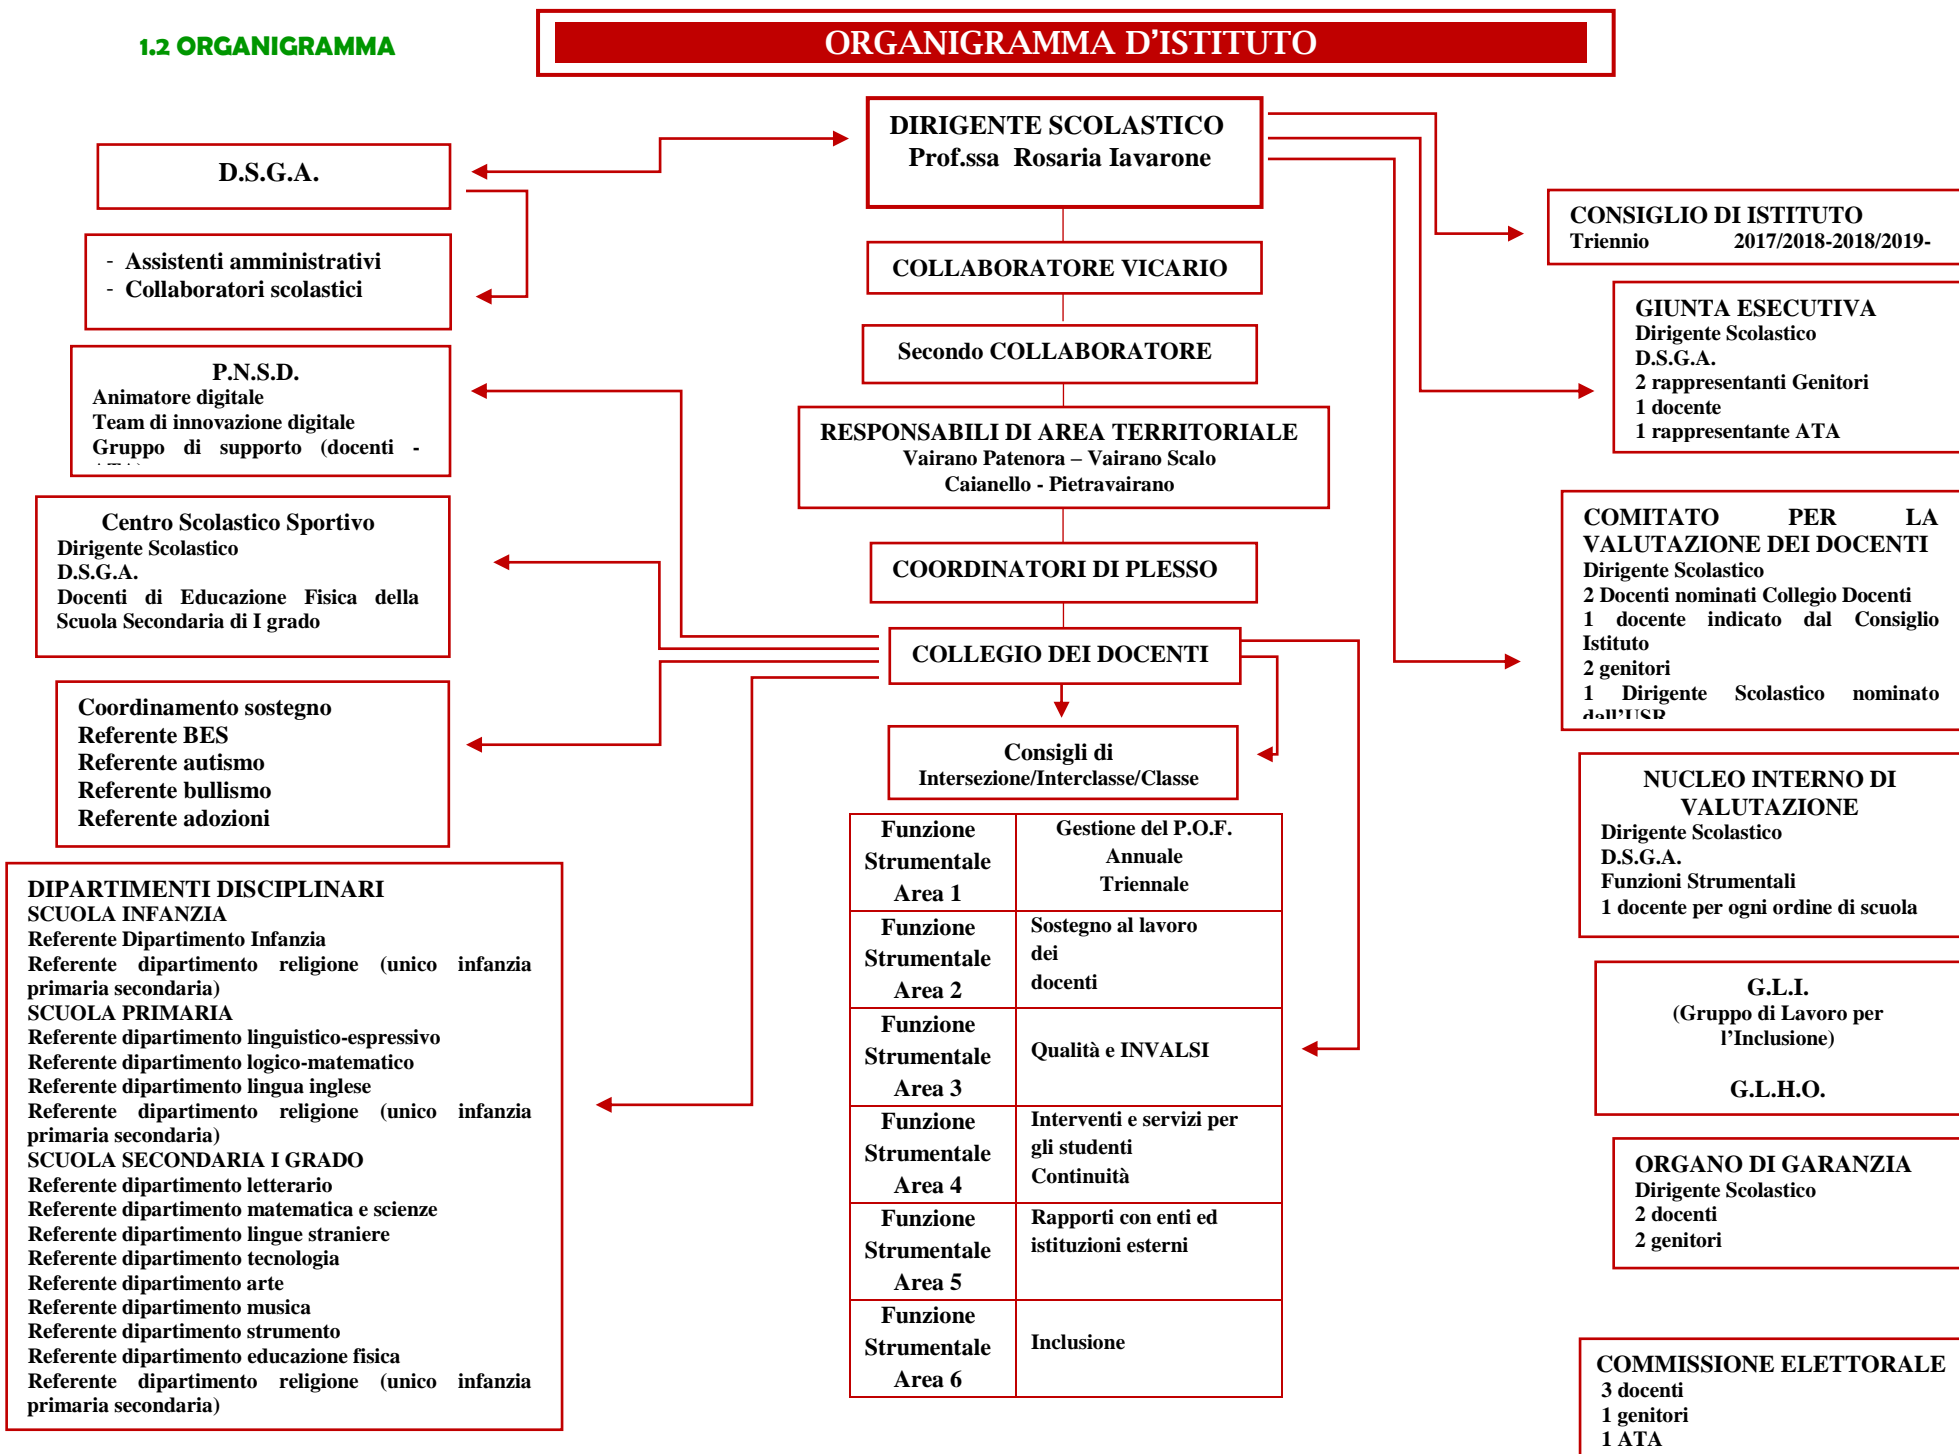 1.2 ORGANIGRAMMA
ORGANIGRAMMA D'ISTITUTO
DIRIGENTE SCOLASTICO
Prof.ssa Rosaria Iavarone
D.S.G.A.
- Assistenti amministrativi
- Collaboratori scolastici
P.N.S.D.
Animatore digitale
Team di innovazione digitale
Gruppo di supporto (docenti -
Centro Scolastico Sportivo
Dirigente Scolastico
D.S.G.A.
Docenti di Educazione Fisica della
Scuola Secondaria di I grado
Coordinamento sostegno
Referente BES
Referente autismo
Referente bullismo
Referente adozioni
DIPARTIMENTI DISCIPLINARI
SCUOLA INFANZIA
Referente Dipartimento Infanzia
Referente dipartimento religione (unico infanzia
primaria secondaria)
SCUOLA PRIMARIA
Referente dipartimento linguistico-espressivo
Referente dipartimento logico-matematico
Referente dipartimento lingua inglese
Referente dipartimento religione (unico infanzia
primaria secondaria)
SCUOLA SECONDARIA I GRADO
Referente dipartimento letterario
Referente dipartimento matematica e scienze
Referente dipartimento lingue straniere
Referente dipartimento tecnologia
Referente dipartimento arte
Referente dipartimento musica
Referente dipartimento strumento
Referente dipartimento educazione fisica
Referente dipartimento religione (unico infanzia
primaria secondaria)
COLLABORATORE VICARIO
Secondo COLLABORATORE
RESPONSABILI DI AREA TERRITORIALE
Vairano Patenora – Vairano Scalo
Caianello - Pietravairano
COORDINATORI DI PLESSO
COLLEGIO DEI DOCENTI
Consigli di
Intersezione/Interclasse/Classe
Funzione
Strumentale
Area 1
Gestione del P.O.F.
Annuale
Triennale
Funzione
Strumentale
Area 2
Sostegno al lavoro
dei
docenti
Funzione
Strumentale
Area 3
Qualità e INVALSI
Funzione
Strumentale
Area 4
Interventi e servizi per
gli studenti
Continuità
Funzione
Strumentale
Area 5
Rapporti con enti ed
istituzioni esterni
Funzione
Strumentale
Area 6
Inclusione
CONSIGLIO DI ISTITUTO
Triennio 2017/2018-2018/2019-
GIUNTA ESECUTIVA
Dirigente Scolastico
D.S.G.A.
2 rappresentanti Genitori
1 docente
1 rappresentante ATA
COMITATO PER LA
VALUTAZIONE DEI DOCENTI
Dirigente Scolastico
2 Docenti nominati Collegio Docenti
1 docente indicato dal Consiglio
Istituto
2 genitori
1 Dirigente Scolastico nominato
dall'USR
NUCLEO INTERNO DI
VALUTAZIONE
Dirigente Scolastico
D.S.G.A.
Funzioni Strumentali
1 docente per ogni ordine di scuola
G.L.I.
(Gruppo di Lavoro per
l'Inclusione)
G.L.H.O.
ORGANO DI GARANZIA
Dirigente Scolastico
2 docenti
2 genitori
COMMISSIONE ELETTORALE
3 docenti
1 genitori
1 ATA